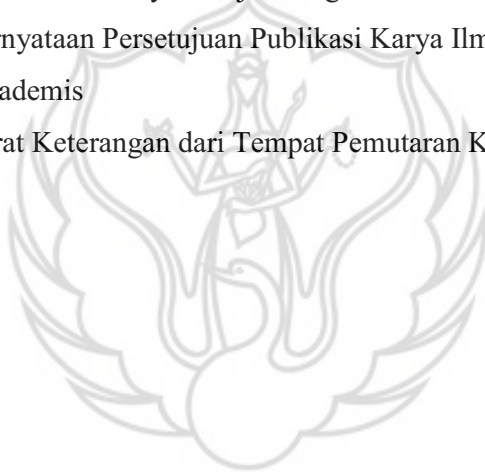 rnyataan Persetujuan Publikasi Karya Ilm
ademis
rat Keterangan dari Tempat Pemutaran K